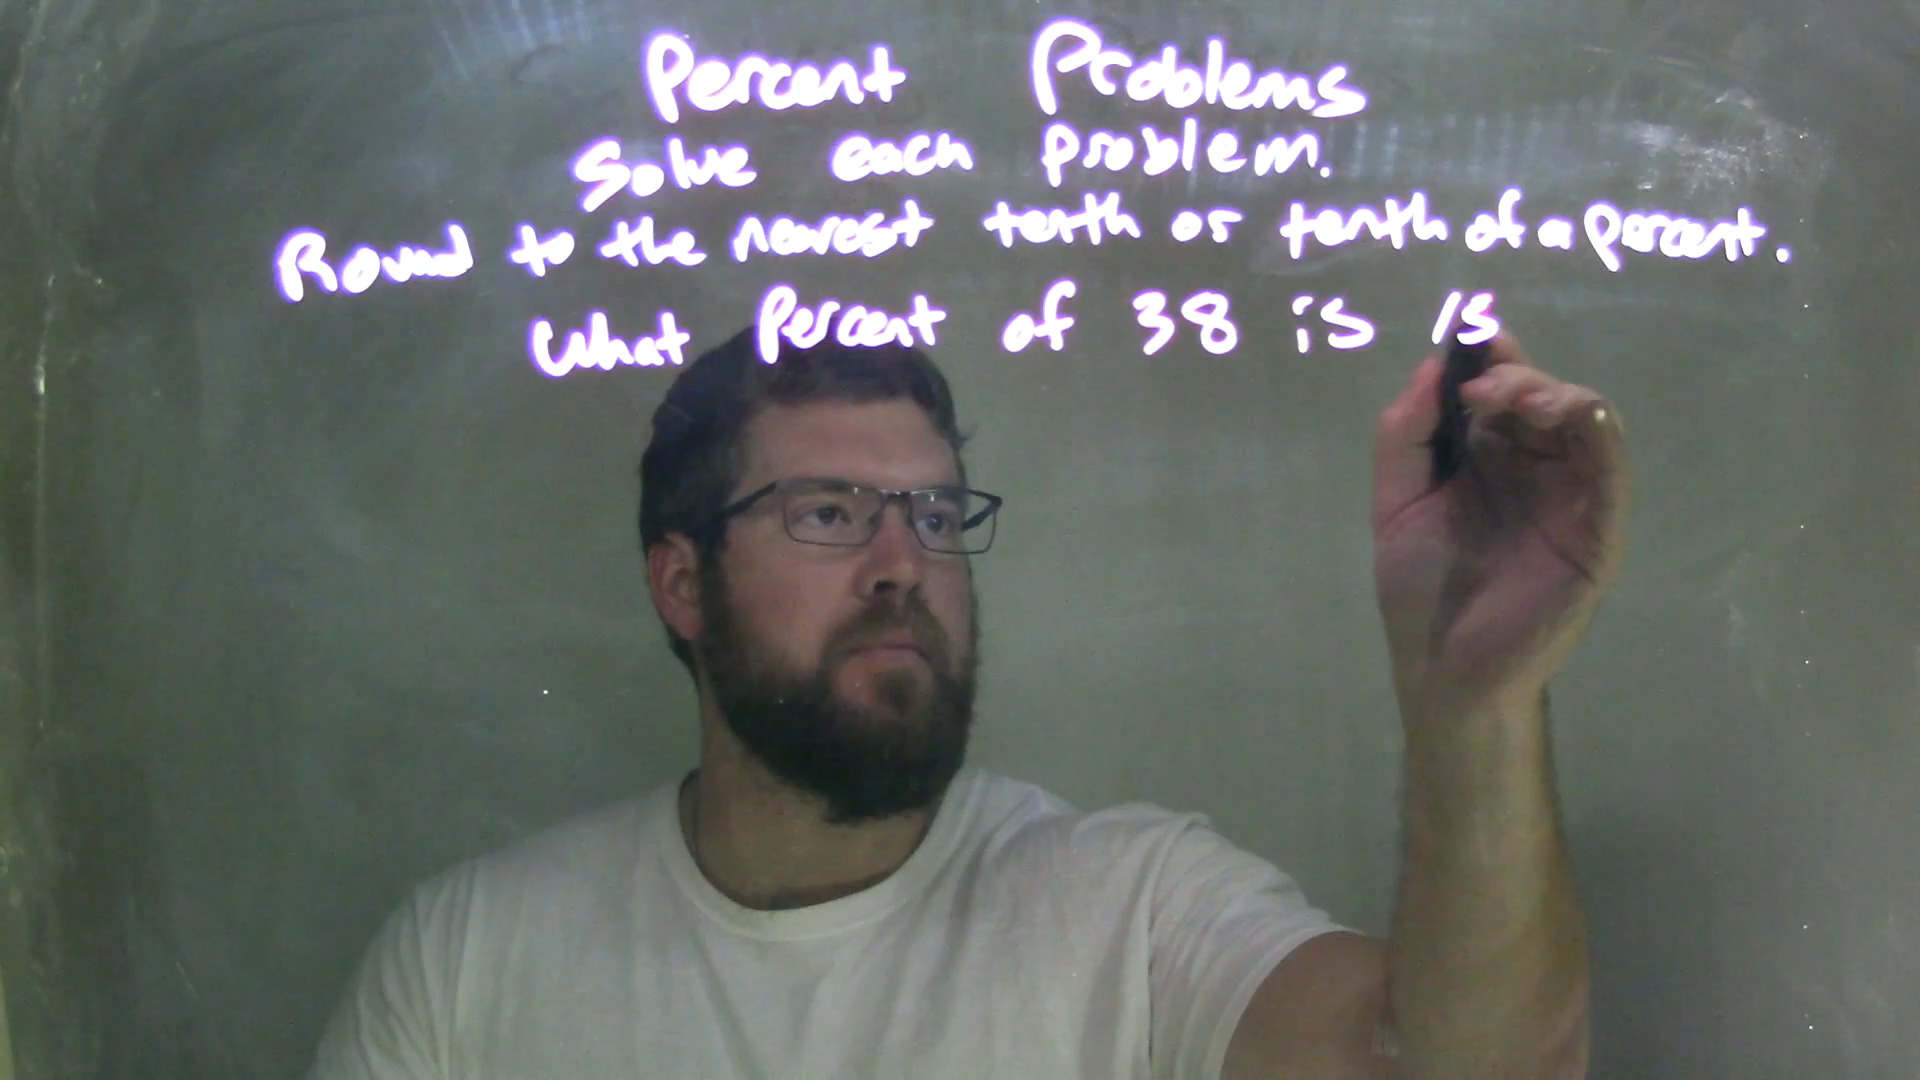 Percent Problems
Solve each problem.
Round to the nearest tenth or tenth of a percent.
What percent of 38 is 15